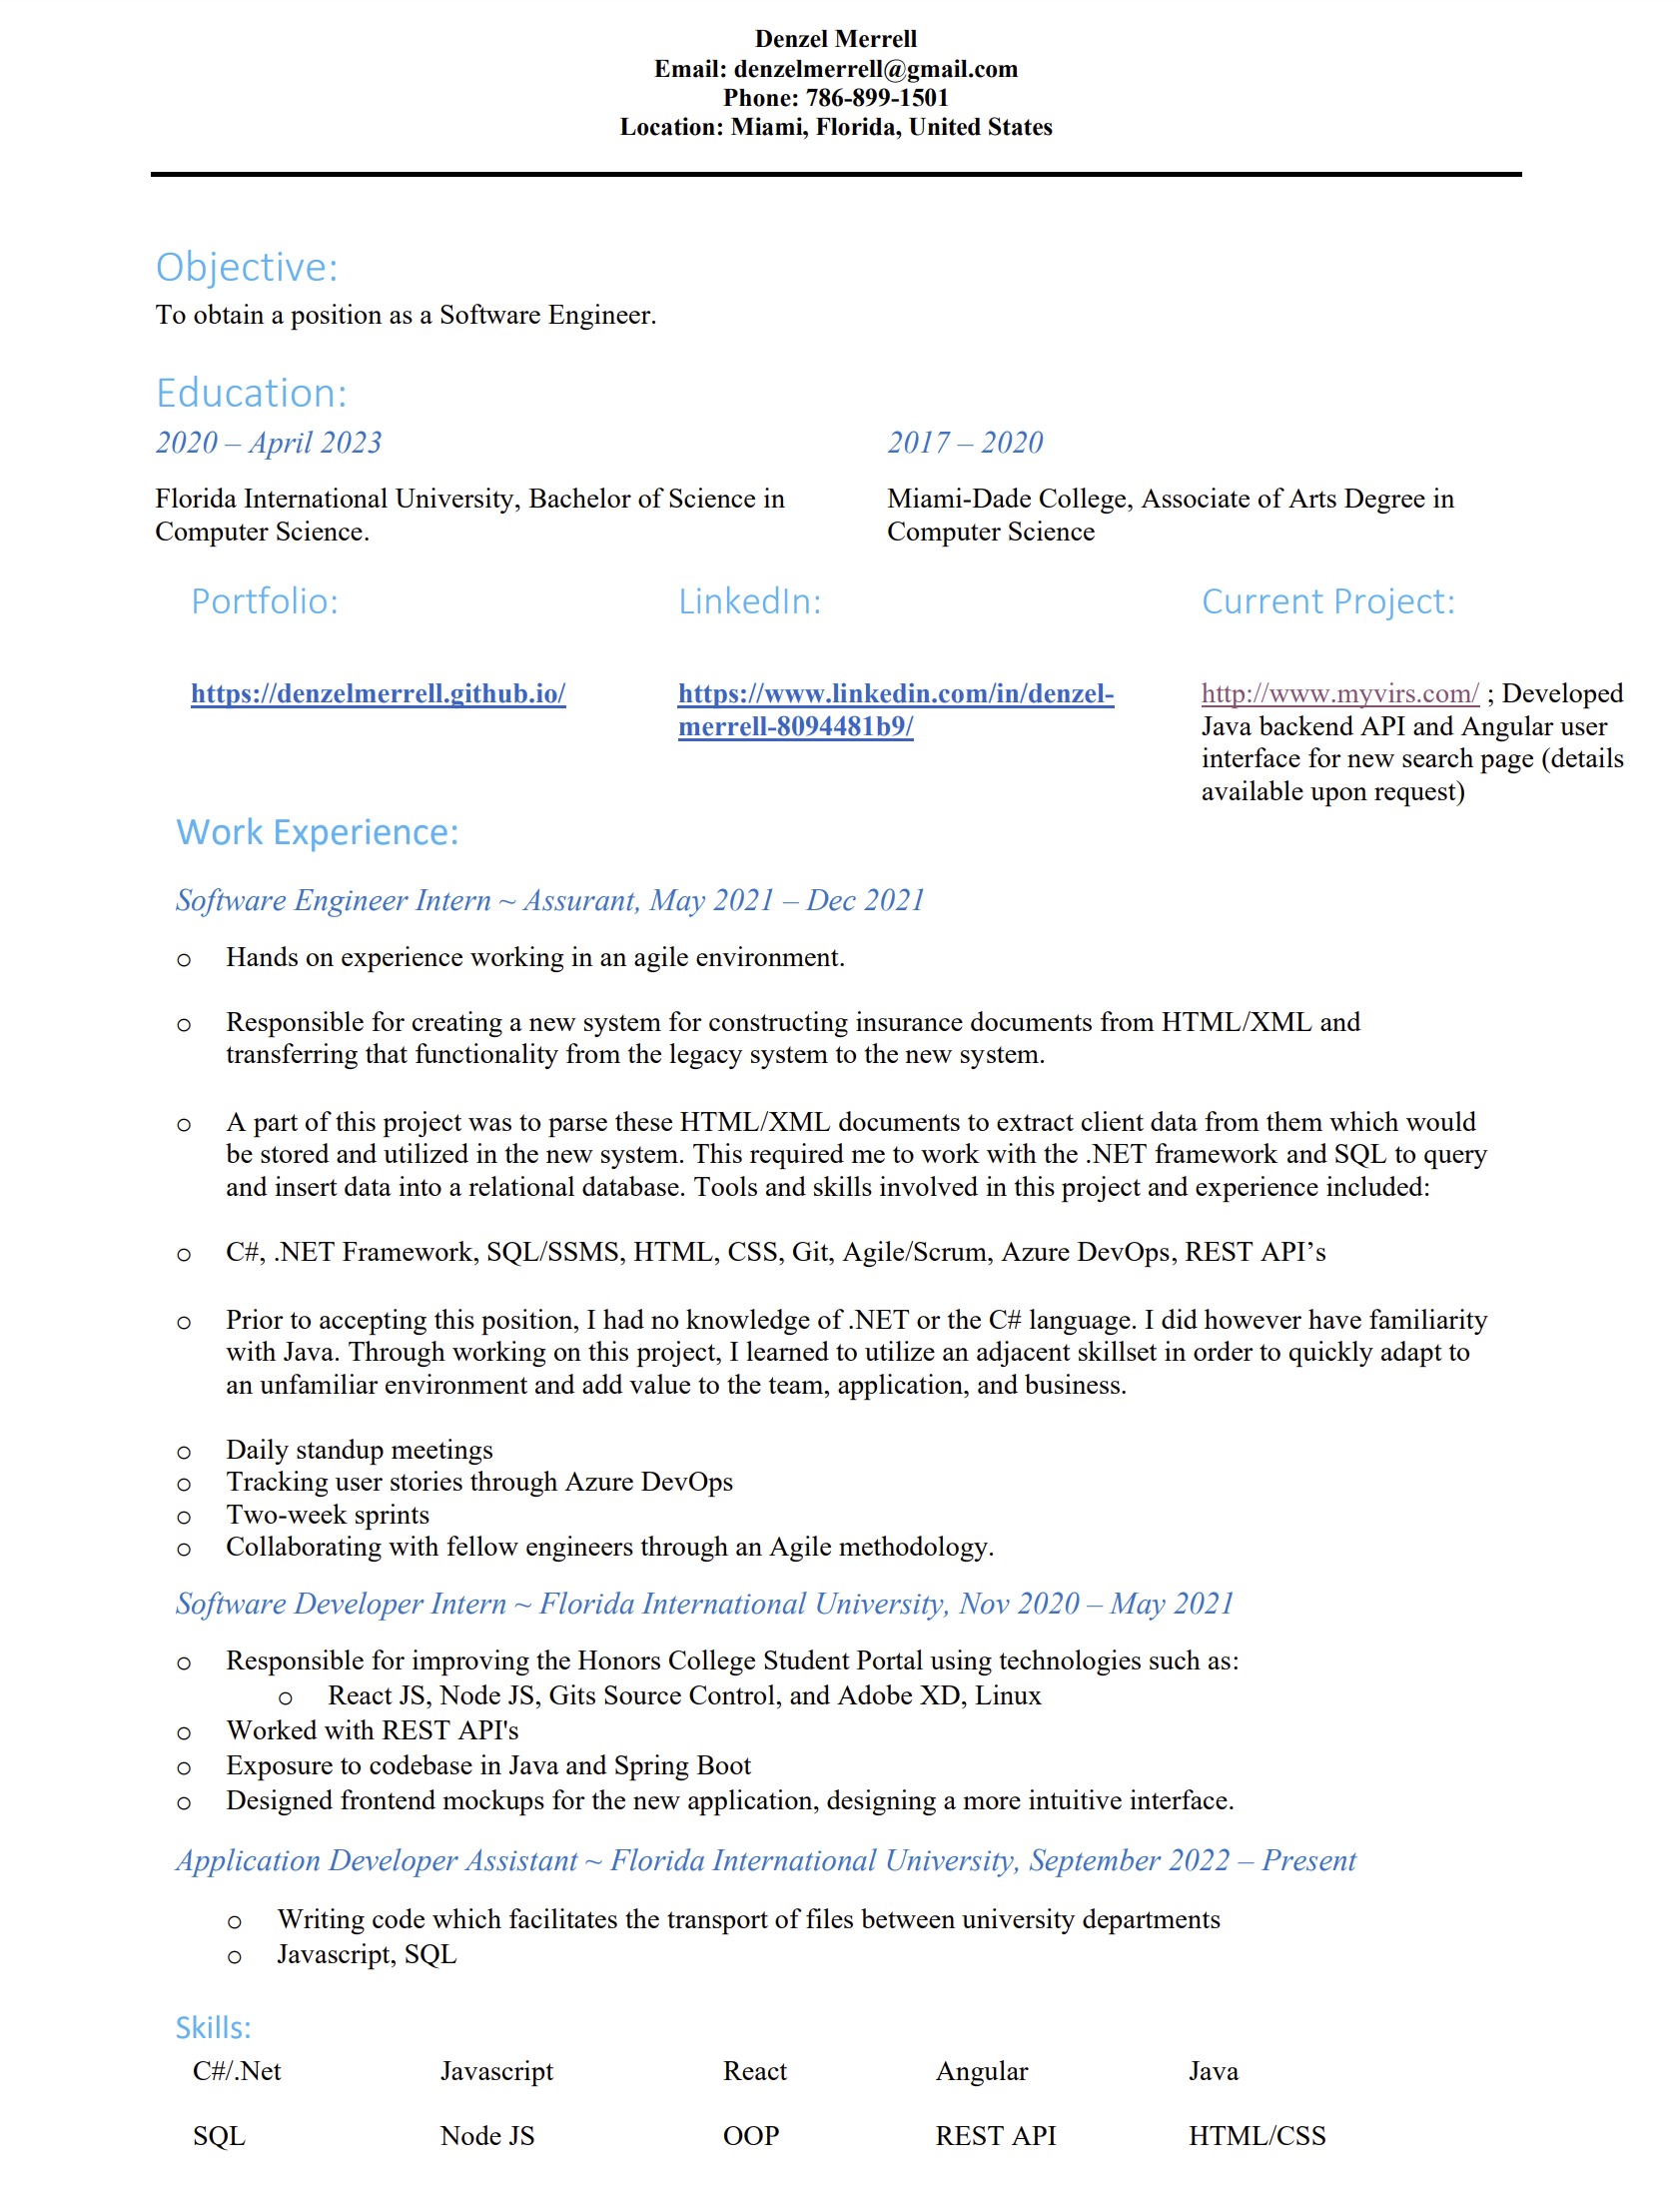 Denzel Merrell
Email: denzelmerrell@gmail.com
Phone: 786-899-1501
Location: Miami, Florida, United States
Objective:
To obtain a position as a Software Engineer.
Education:
2020 – April 2023
Florida International University, Bachelor of Science in
Computer Science.
2017 – 2020
Miami-Dade College, Associate of Arts Degree in
Computer Science
Portfolio:
https://denzelmerrell.github.io/
LinkedIn:
https://www.linkedin.com/in/denzel-
merrell-8094481b9/
Current Project:
http://www.myvirs.com/ ; Developed
Java backend API and Angular user
interface for new search page (details
available upon request)
Work Experience:
Software Engineer Intern ~ Assurant, May 2021 – Dec 2021
o Hands on experience working in an agile environment.
o Responsible for creating a new system for constructing insurance documents from HTML/XML and
transferring that functionality from the legacy system to the new system.
o A part of this project was to parse these HTML/XML documents to extract client data from them which would
be stored and utilized in the new system. This required me to work with the .NET framework and SQL to query
and insert data into a relational database. Tools and skills involved in this project and experience included:
o C#, .NET Framework, SQL/SSMS, HTML, CSS, Git, Agile/Scrum, Azure DevOps, REST API’s
o Prior to accepting this position, I had no knowledge of .NET or the C# language. I did however have familiarity
with Java. Through working on this project, I learned to utilize an adjacent skillset in order to quickly adapt to
an unfamiliar environment and add value to the team, application, and business.
o Daily standup meetings
o Tracking user stories through Azure DevOps
o Two-week sprints
o Collaborating with fellow engineers through an Agile methodology.
Software Developer Intern ~ Florida International University, Nov 2020 – May 2021
o Responsible for improving the Honors College Student Portal using technologies such as:
o React JS, Node JS, Gits Source Control, and Adobe XD, Linux
o Worked with REST API's
o Exposure to codebase in Java and Spring Boot
o Designed frontend mockups for the new application, designing a more intuitive interface.
Application Developer Assistant ~ Florida International University, September 2022 – Present
o Writing code which facilitates the transport of files between university departments
o Javascript, SQL
Skills:
C#/.Net Javascript React Angular Java
SQL Node JS OOP REST API HTML/CSS